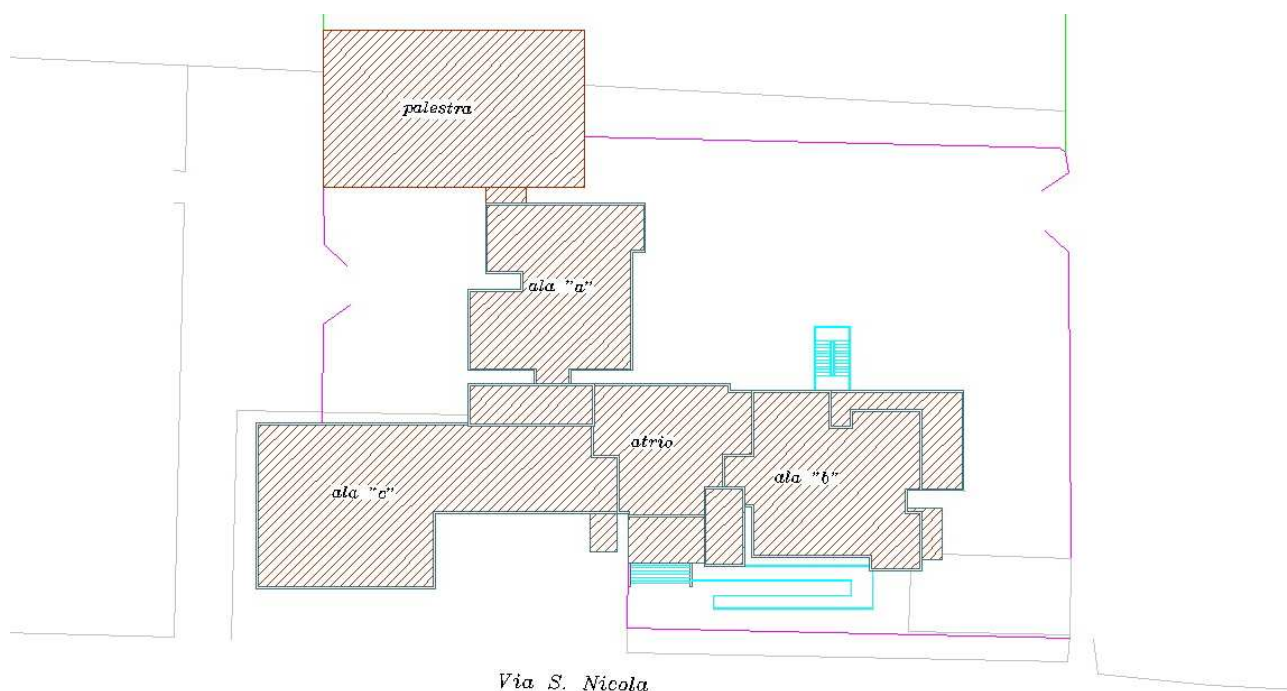 palestra
ala "a"
atrio
ala "b"
ala "c"
Via S. Nicola